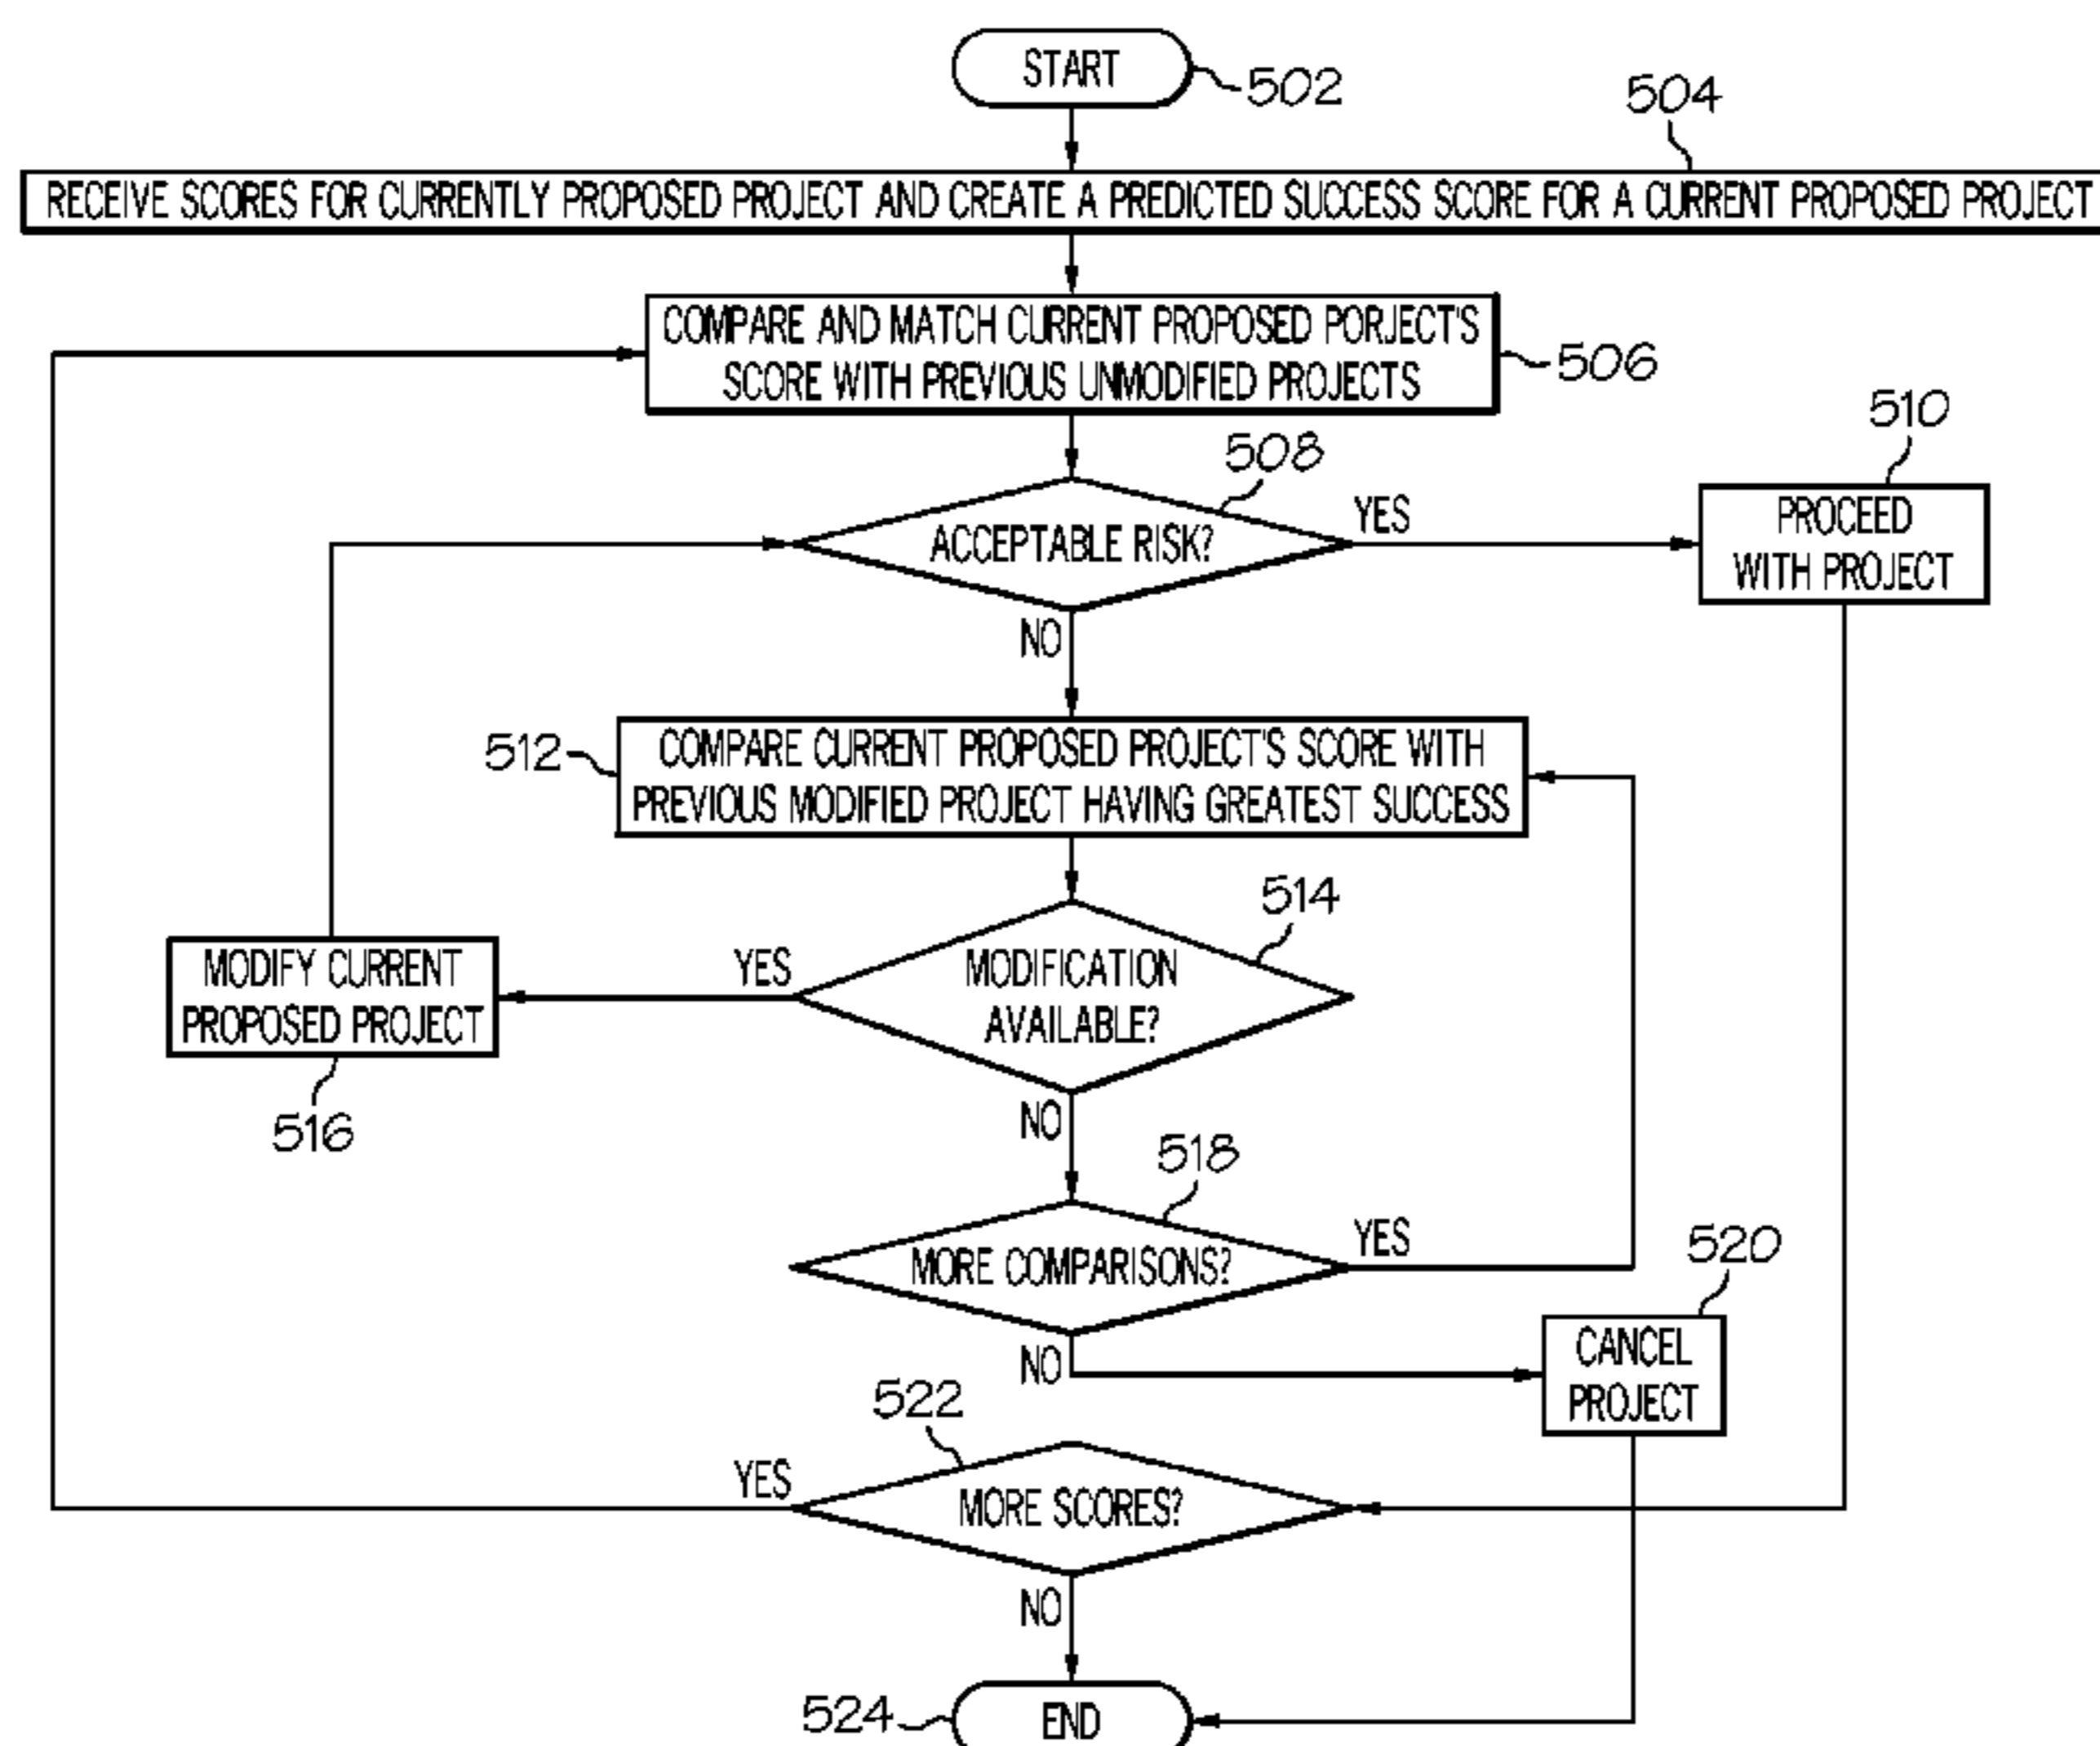 START
502
504
RECEIVE SCORES FOR CURRENTLY PROPOSED PROJECT AND CREATE A PREDICTED SUCCESS SCORE FOR A CURRENT PROPOSED PROJECT
COMPARE AND MATCH CURRENT PROPOSED PORJECT'S
SCORE WITH PREVIOUS UNMODIFIED PROJECTS
506
508
ACCEPTABLE RISK?
YES
510
PROCEED
WITH PROJECT
NO
512
COMPARE CURRENT PROPOSED PROJECT'S SCORE WITH
PREVIOUS MODIFIED PROJECT HAVING GREATEST SUCCESS
514
MODIFICATION
AVAILABLE?
YES
MODIFY CURRENT
PROPOSED PROJECT
516
NO
518
MORE COMPARISONS?
YES
NO
520
CANCEL
PROJECT
522
MORE SCORES?
YES
NO
524
END